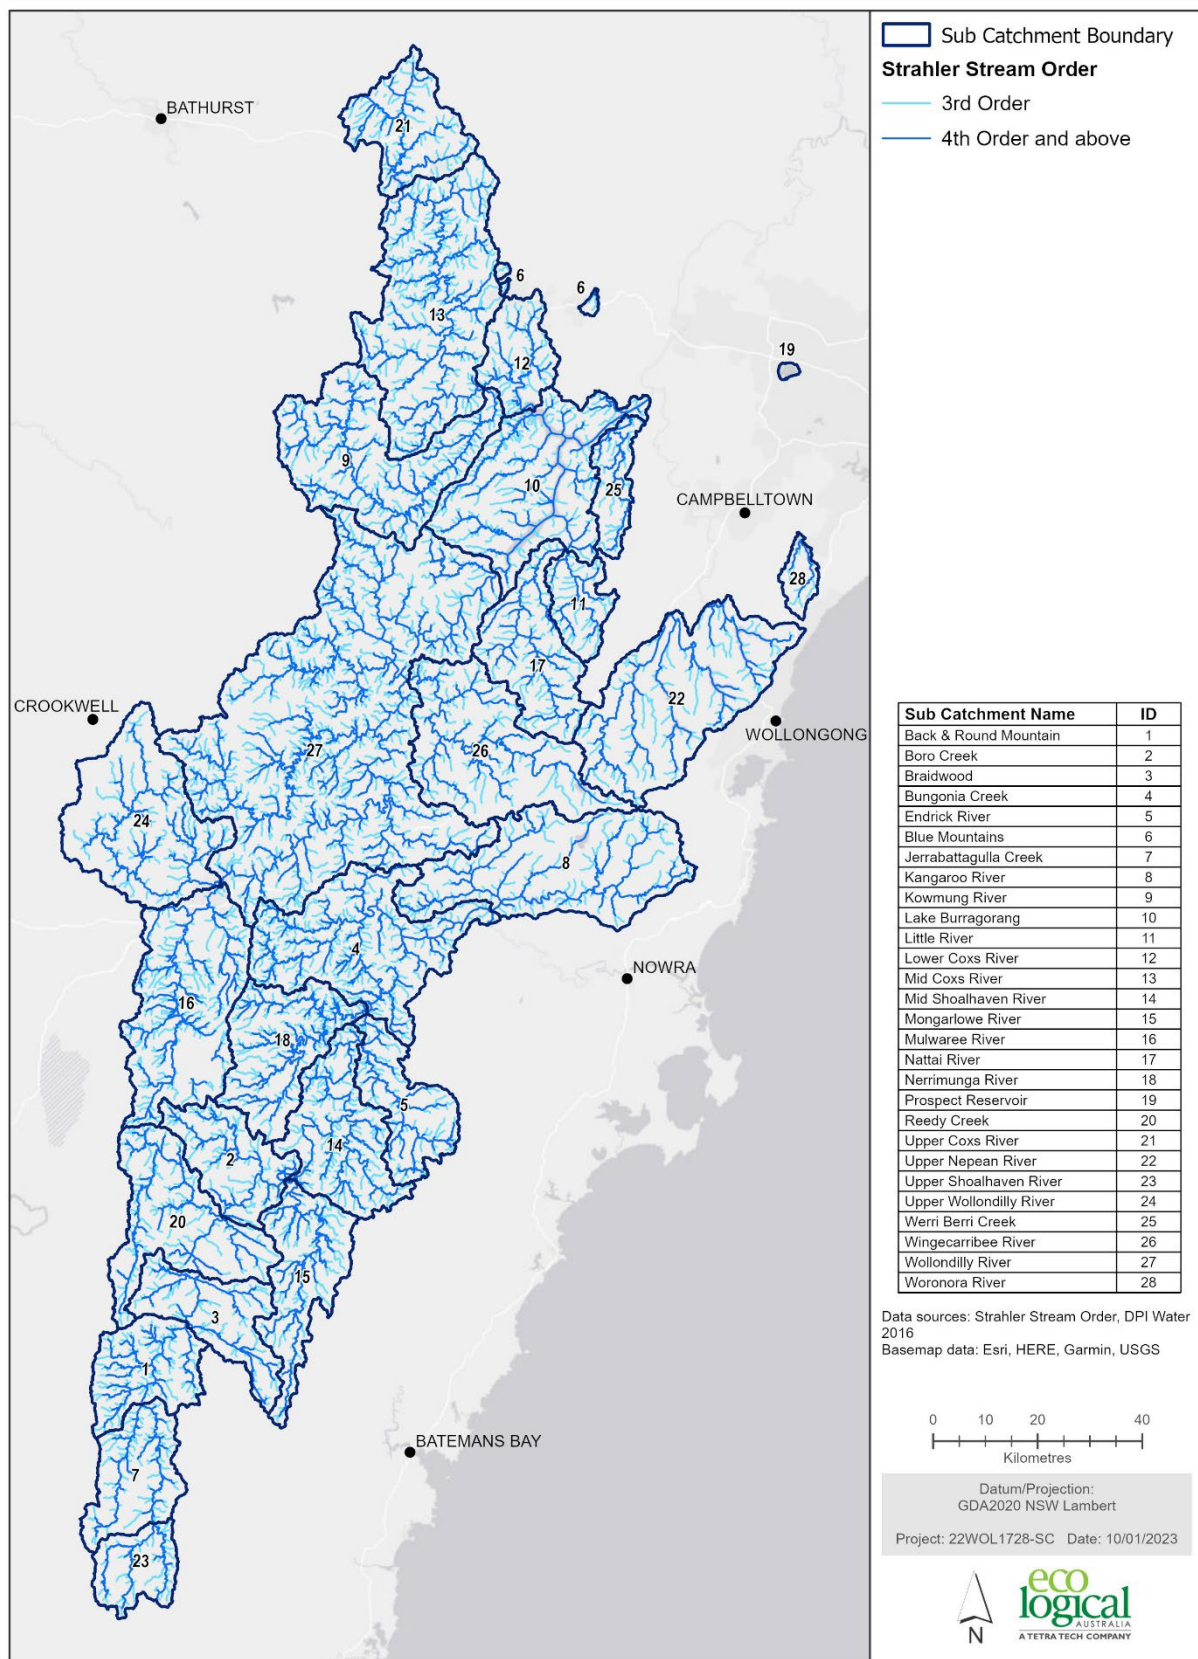 Sub Catchment Boundary
Strahler Stream Order
3rd Order
4th Order and above
BATHURST
21
6
6
13
19
12
9
10
25
CAMPBELLTOWN
28
11
17
22
CROOKWELL
WOLLONGONG
27
26
24
8
4
NOWRA
16
18
5
14
2
20
15
3
1
BATEMANS BAY
7
23
Sub Catchment Name ID
Back & Round Mountain 1
Boro Creek 2
Braidwood 3
Bungonia Creek 4
Endrick River 5
Blue Mountains 6
Jerrabattagulla Creek 7
Kangaroo River 8
Kowmung River 9
Lake Burragorang 10
Little River 11
Lower Coxs River 12
Mid Coxs River 13
Mid Shoalhaven River 14
Mongarlowe River 15
Mulwaree River 16
Nattai River 17
Nerrimunga River 18
Prospect Reservoir 19
Reedy Creek 20
Upper Coxs River 21
Upper Nepean River 22
Upper Shoalhaven River 23
Upper Wollondilly River 24
Werri Berri Creek 25
Wingecarribee River 26
Wollondilly River 27
Woronora River 28
Data sources: Strahler Stream Order, DPI Water
2016
Basemap data: Esri, HERE, Garmin, USGS
0 10 20 40
Kilometres
Datum/Projection:
GDA2020 NSW Lambert
Project: 22WOL1728-SC Date: 10/01/2023
N
eco
logical
AUSTRALIA
A TETRA TECH COMPANY